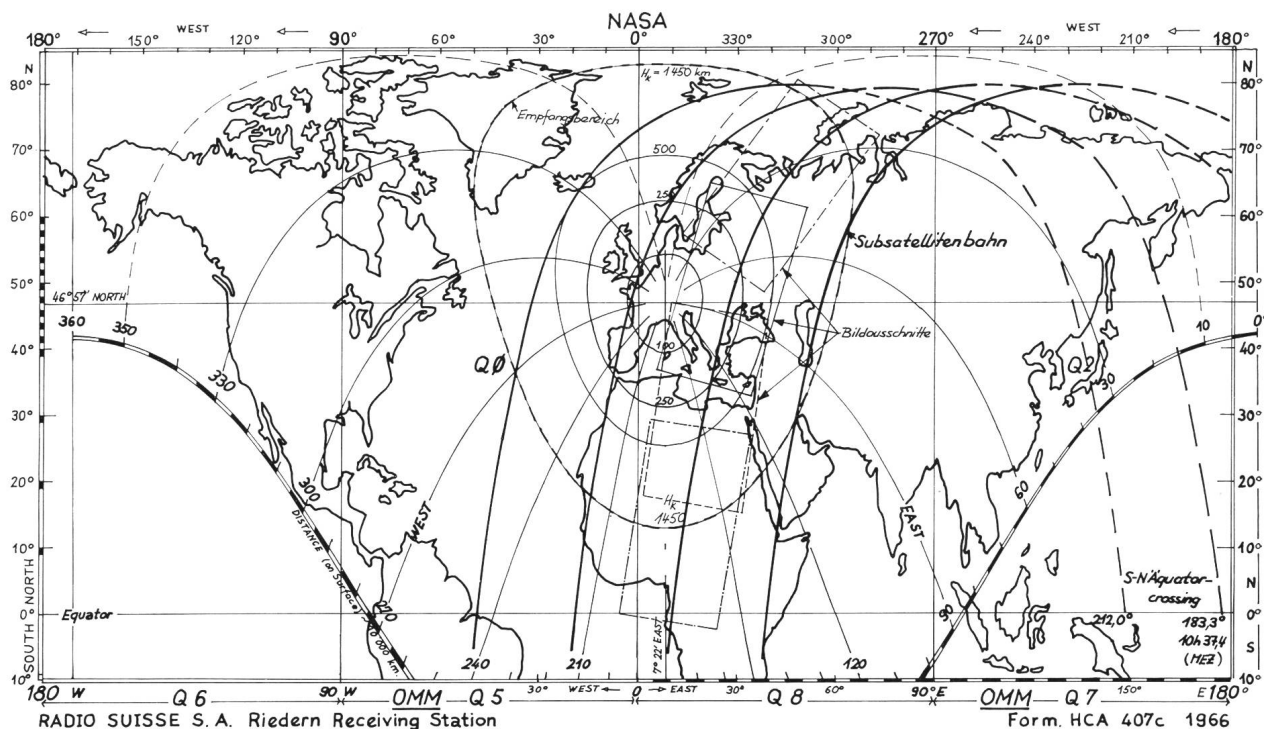 NASA
WEST WEST
180° 150° 120° 90° 60° 30° 0° 330° 300° 270° 240° 210° 180°
N N
80° 80°
Hk = 1450 km
Empfangsbereich
70° 500 70°
60° 250 60°
Subsatellitenbahn
50° 50°
46° 57' NORTH
360 350 10 0°
Bildausschnitte
40° 100 40°
330 QØ Q2 30
250
30° 30°
20° 20°
300 60
Hk
1450
WEST EAST
DISTANCE (on Surface)
10° 10°
S-N Äquator-
crossing
N
270 90
0° Equator 212,0° 183,3° 0°
10h 37,4
(MEZ)
S
7° 22' EAST
SOUTH NORTH
10° 240 210 120 10°
180 W Q6 90 W OMM Q5 30° WEST 0 EAST 30° Q8 60° 90° E OMM Q7 150° E 180°
RADIO SUISSE S.A. Riedern Receiving Station Form. HCA 407c 1966